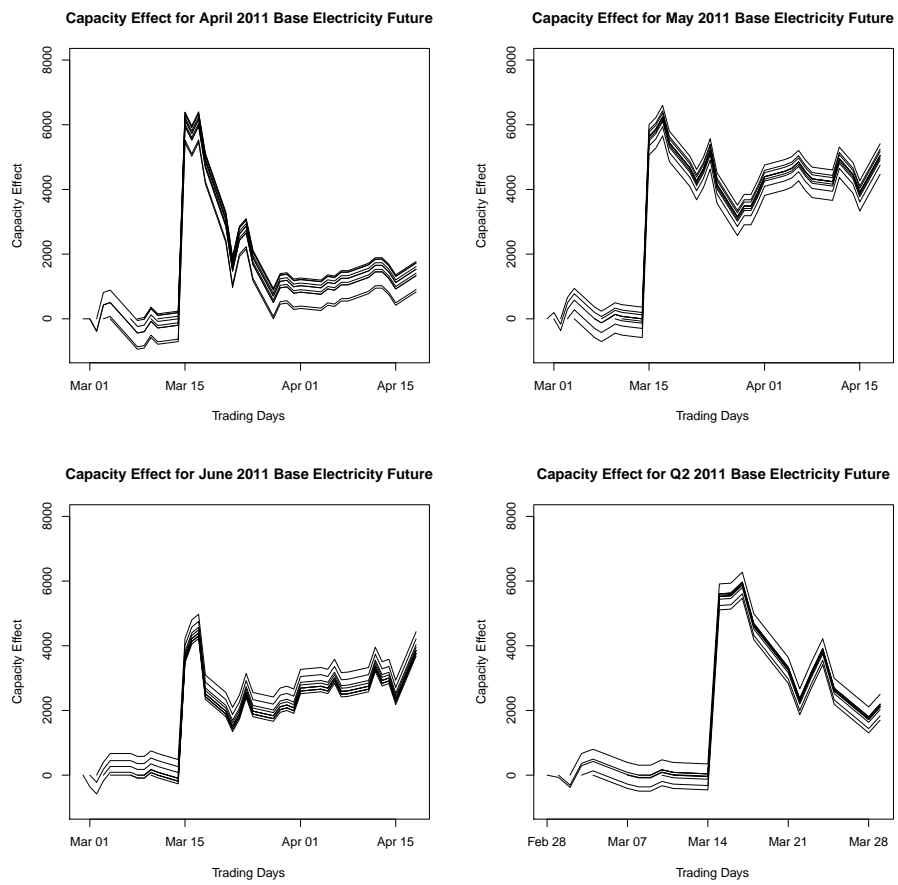 Capacity Effect for April 2011 Base Electricity Future
8000
6000
4000
2000
0
Capacity Effect
Mar 01
Mar 15
Apr 01
Apr 15
Trading Days
Capacity Effect for May 2011 Base Electricity Future
8000
6000
4000
2000
0
Capacity Effect
Mar 01
Mar 15
Apr 01
Apr 15
Trading Days
Capacity Effect for June 2011 Base Electricity Future
8000
6000
4000
2000
0
Capacity Effect
Mar 01
Mar 15
Apr 01
Apr 15
Trading Days
Capacity Effect for Q2 2011 Base Electricity Future
8000
6000
4000
2000
0
Capacity Effect
Feb 28
Mar 07
Mar 14
Mar 21
Mar 28
Trading Days